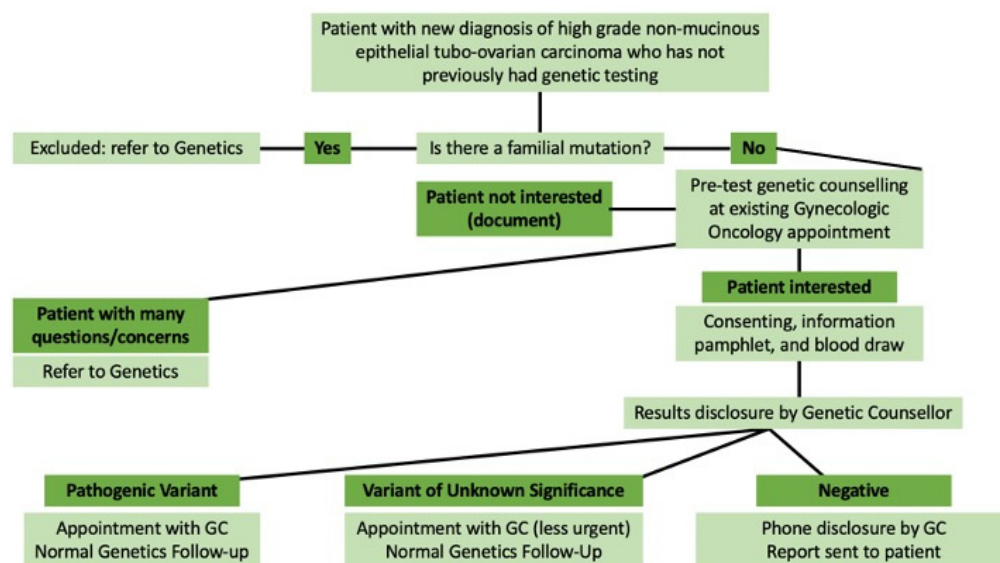 Patient with new diagnosis of high grade non-mucinous
epithelial tubo-ovarian carcinoma who has not
previously had genetic testing
Excluded: refer to Genetics
Yes
Is there a familial mutation?
No
Patient not interested
(document)
Pre-test genetic counselling
at existing Gynecologic
Oncology appointment
Patient interested
Patient with many
questions/concerns
Refer to Genetics
Consenting, information
pamphlet, and blood draw
Results disclosure by Genetic Counsellor
Pathogenic Variant
Appointment with GC
Normal Genetics Follow-up
Variant of Unknown Significance
Appointment with GC (less urgent)
Normal Genetics Follow-Up
Negative
Phone disclosure by GC
Report sent to patient